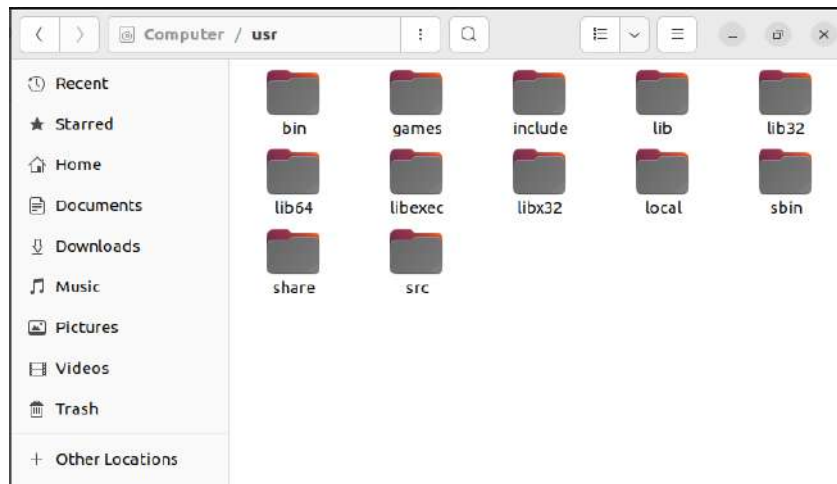 Computer / usr
Recent
Starred
Home
Documents
Downloads
Music
Pictures
Videos
Trash
+ Other Locations
bin games include lib lib32
lib64 libexec libx32 local sbin
share src